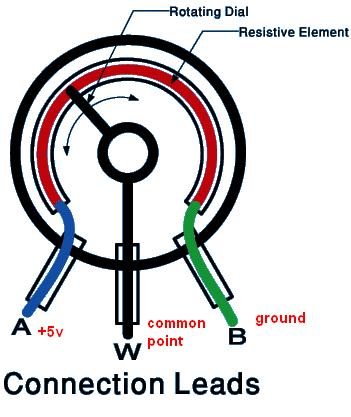 Rotating Dial
Resistive Element
A
+5v
W
common
point
B
ground
Connection Leads